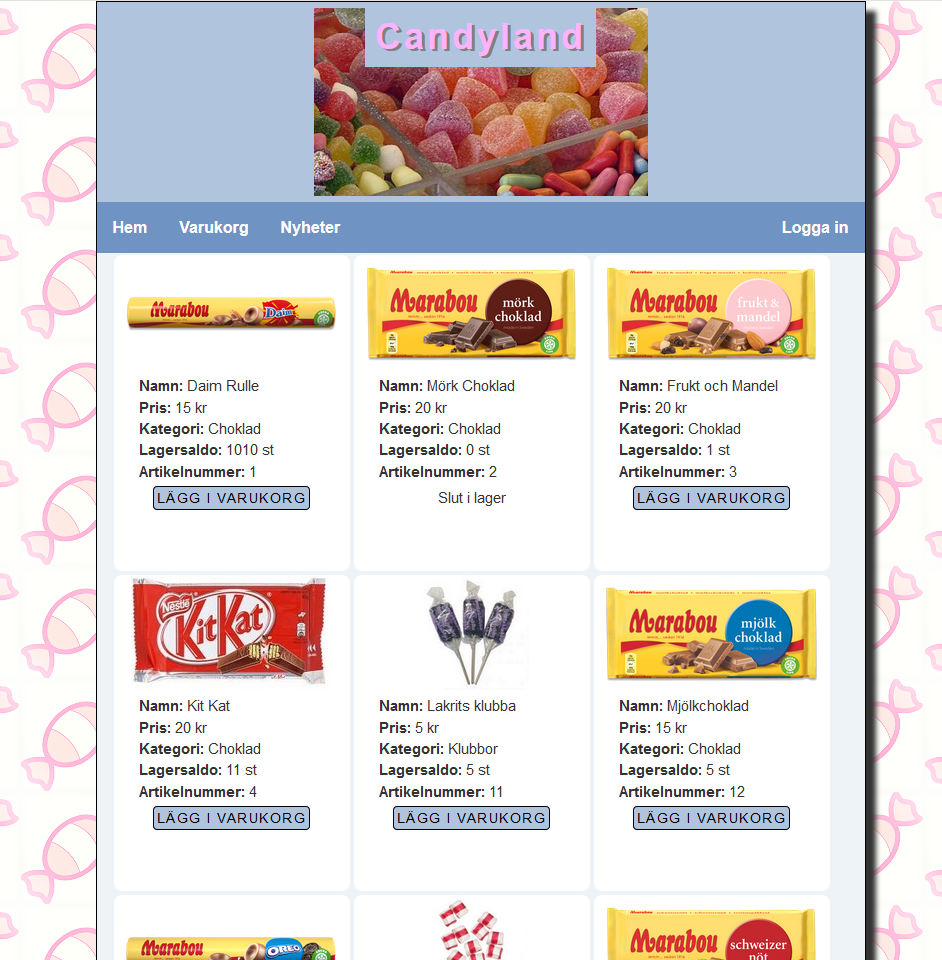 Candyland
Hem Varukorg Nyheter Logga in
Marabou Daim
Marabou mörk choklad
Marabou frukt & mandel
Namn: Daim Rulle
Pris: 15 kr
Kategori: Choklad
Lagersaldo: 1010 st
Artikelnummer: 1
LÄGG I VARUKORG
Namn: Mörk Choklad
Pris: 20 kr
Kategori: Choklad
Lagersaldo: 0 st
Artikelnummer: 2
Slut i lager
Namn: Frukt och Mandel
Pris: 20 kr
Kategori: Choklad
Lagersaldo: 1 st
Artikelnummer: 3
LÄGG I VARUKORG
Nestle KitKat
Marabou mjölk choklad
Namn: Kit Kat
Pris: 20 kr
Kategori: Choklad
Lagersaldo: 11 st
Artikelnummer: 4
LÄGG I VARUKORG
Namn: Lakrits klubba
Pris: 5 kr
Kategori: Klubbor
Lagersaldo: 5 st
Artikelnummer: 11
LÄGG I VARUKORG
Namn: Mjölkchoklad
Pris: 15 kr
Kategori: Choklad
Lagersaldo: 5 st
Artikelnummer: 12
LÄGG I VARUKORG
Marabou OREO
Marabou schweizer nöt